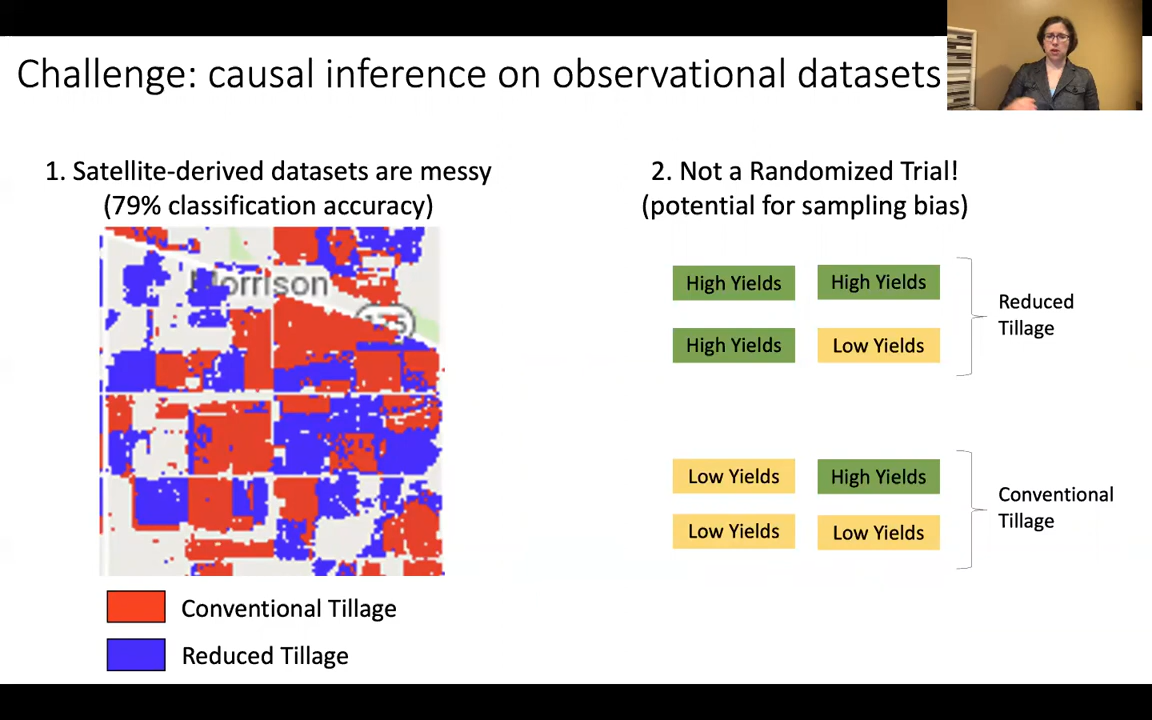 Challenge: causal inference on observational datasets
1. Satellite-derived datasets are messy
(79% classification accuracy)
Morrison
Conventional Tillage
Reduced Tillage
2. Not a Randomized Trial!
(potential for sampling bias)
High Yields
High Yields
High Yields
Low Yields
Reduced
Tillage
Low Yields
High Yields
Low Yields
Low Yields
Conventional
Tillage